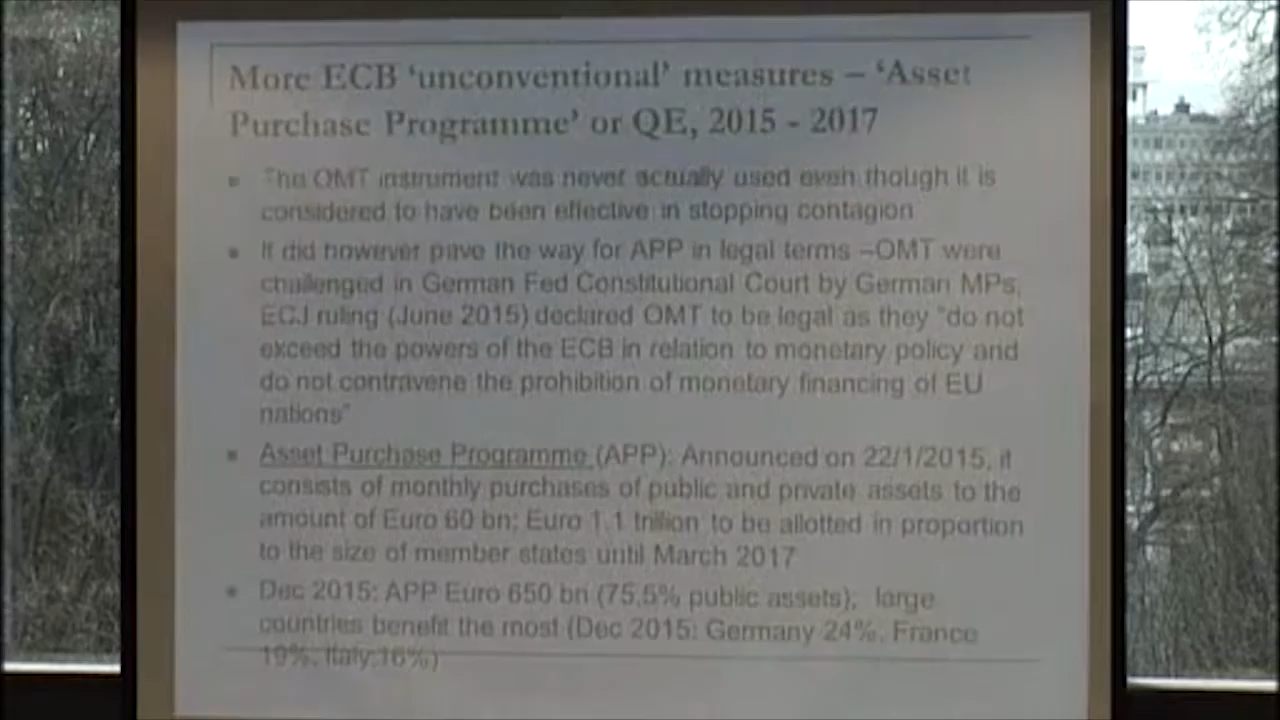 More ECB ‘unconventional’ measures – ‘Asset
Purchase Programme’ or QE, 2015 - 2017
The OMT instrument was never actually used even though it is
considered to have been effective in stopping contagion
It did however pave the way for APP in legal terms –OMT were
challenged in German Fed Constitutional Court by German MPs;
ECJ ruling (June 2015) declared OMT to be legal as they "do not
exceed the powers of the ECB in relation to monetary policy and
do not contravene the prohibition of monetary financing of EU
nations"
Asset Purchase Programme (APP): Announced on 22/1/2015, it
consists of monthly purchases of public and private assets to the
amount of Euro 60 bn; Euro 1.1 trillion to be allotted in proportion
to the size of member states until March 2017
Dec 2015: APP Euro 650 bn (75,5% public assets); large
countries benefit the most (Dec 2015: Germany 24%, France
19%, Italy:16%)